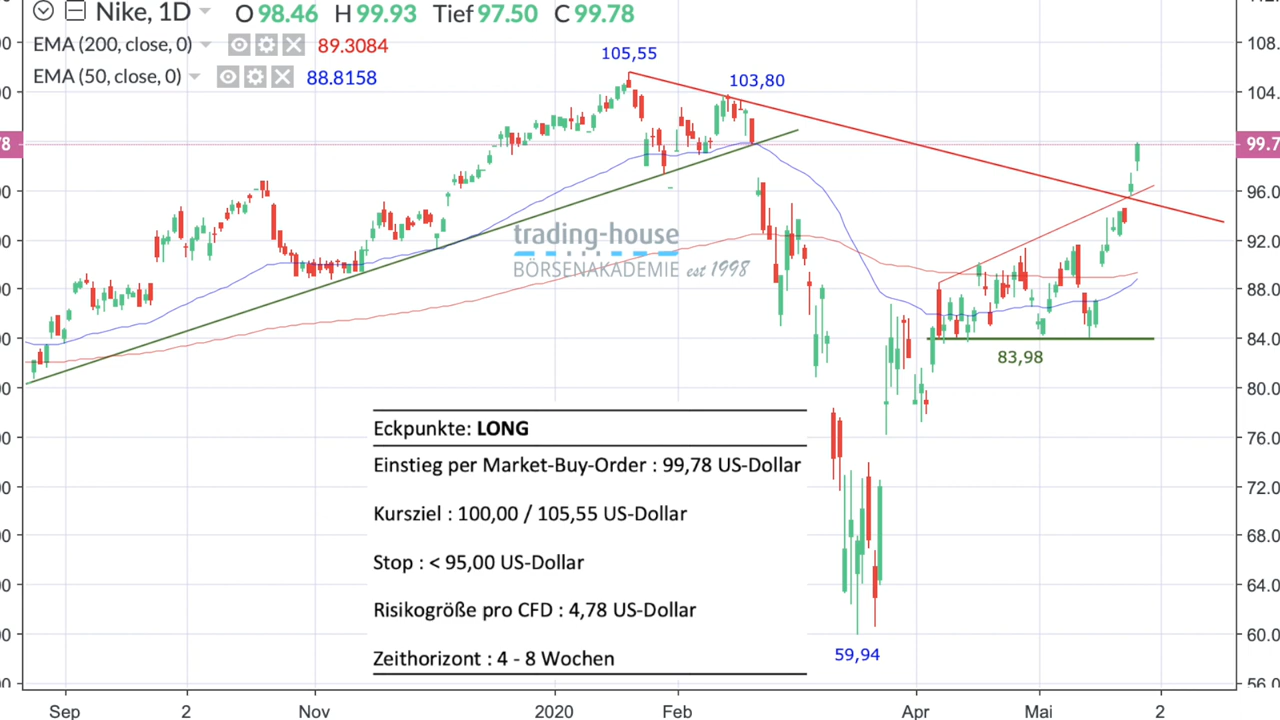 Nike, 1D O 98.46 H 99.93 Tief 97.50 C 99.78
EMA (200, close, 0) 89.3084
EMA (50, close, 0) 88.8158
105,55
103,80
108.
104.
78
99.7
96.0
92.0
88.0
84.0
80.0
76.0
72.0
68.0
64.0
60.0
56.0
trading-house
BÖRSENAKADEMIE est 1998
83,98
Eckpunkte: LONG
Einstieg per Market-Buy-Order : 99,78 US-Dollar
Kursziel : 100,00 / 105,55 US-Dollar
Stop : < 95,00 US-Dollar
Risikogröße pro CFD : 4,78 US-Dollar
Zeithorizont : 4 - 8 Wochen
59,94
Sep 2 Nov 2020 Feb Apr Mai 2